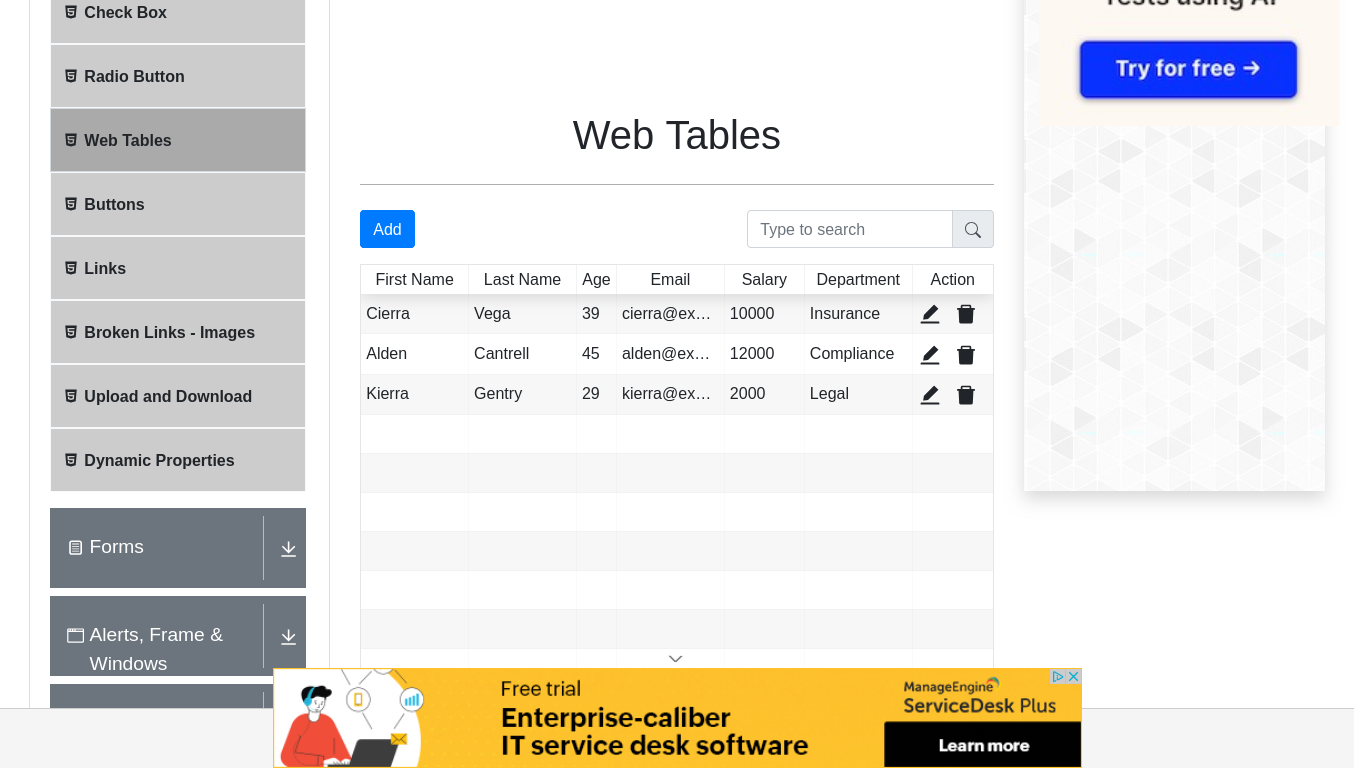 Check Box
Radio Button
Web Tables
Buttons
Links
Broken Links - Images
Upload and Download
Dynamic Properties
Forms
Alerts, Frame &
Windows
Web Tables
Add
Type to search
First Name Last Name Age Email Salary Department Action
Cierra Vega 39 cierra@ex… 10000 Insurance
Alden Cantrell 45 alden@ex… 12000 Compliance
Kierra Gentry 29 kierra@ex… 2000 Legal
Tests using AI
Try for free →
Free trial
Enterprise-caliber
IT service desk software
ManageEngine
ServiceDesk Plus
Learn more